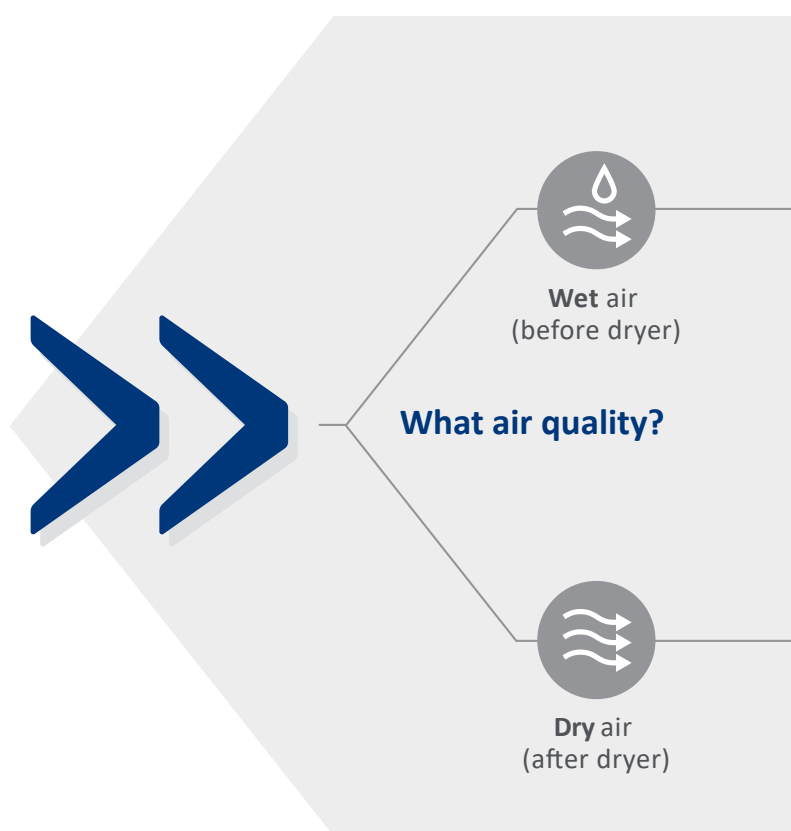 Wet air
(before dryer)
What air quality?
Dry air
(after dryer)